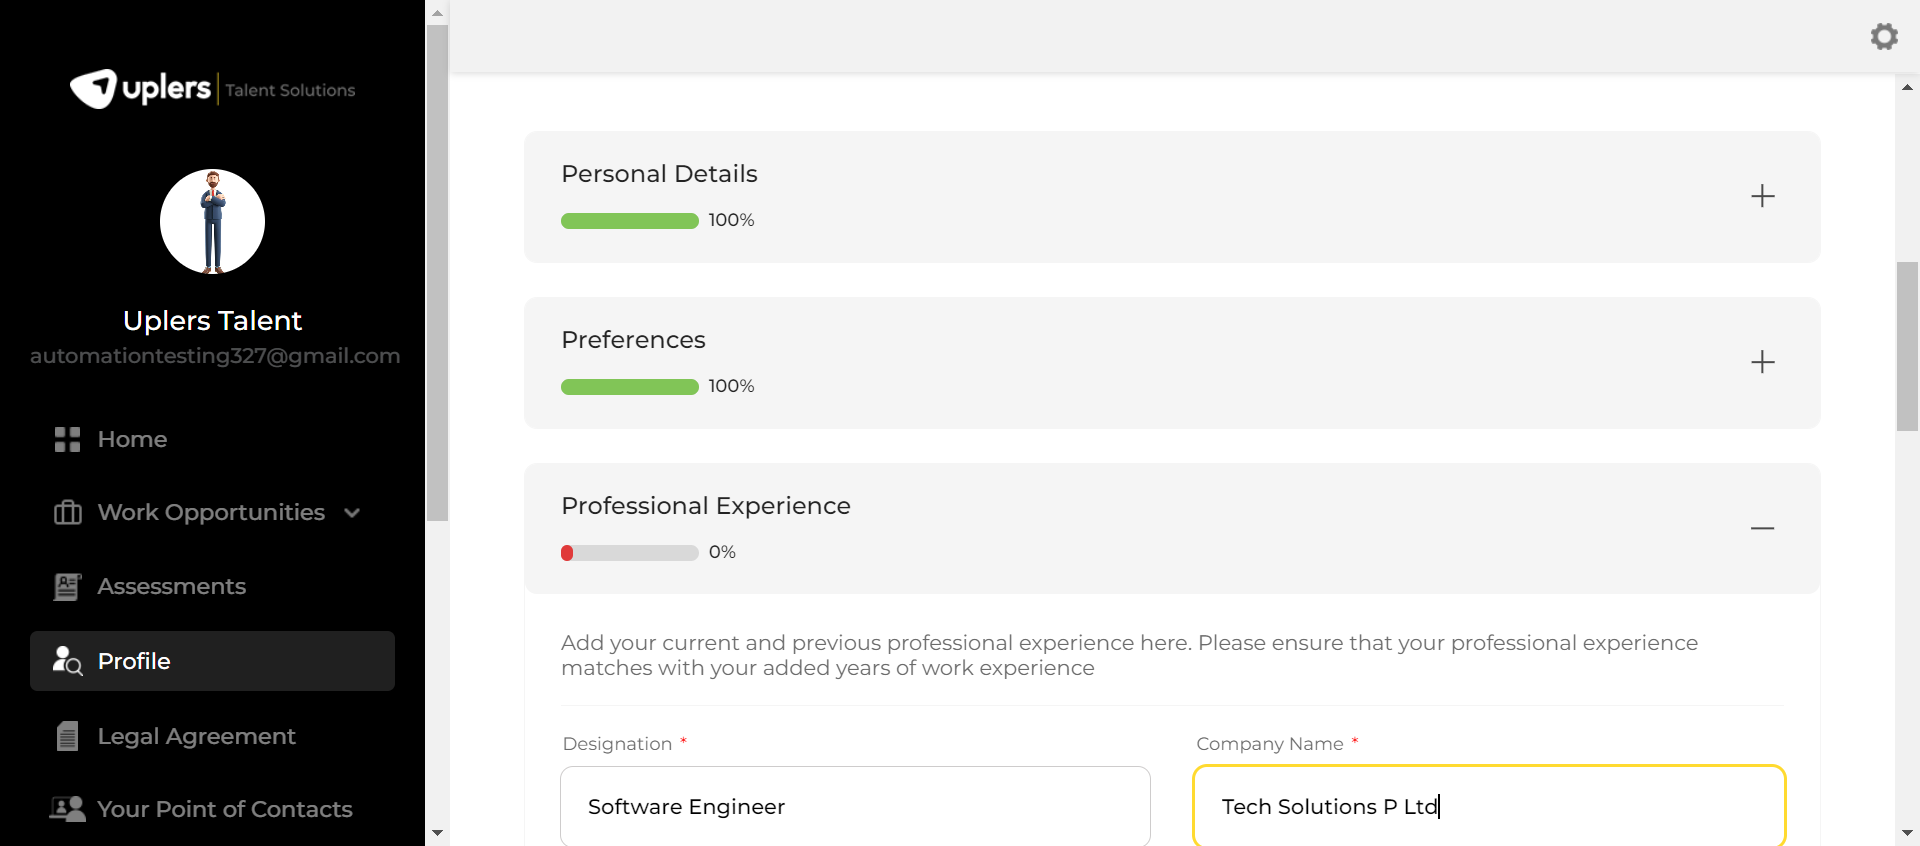 uplers Talent Solutions
Uplers Talent
automationtesting327@gmail.com
Home
Work Opportunities
Assessments
Profile
Legal Agreement
Your Point of Contacts
Personal Details
100%
Preferences
100%
Professional Experience
0%
Add your current and previous professional experience here. Please ensure that your professional experience
matches with your added years of work experience
Designation *
Company Name *
Software Engineer
Tech Solutions P Ltd